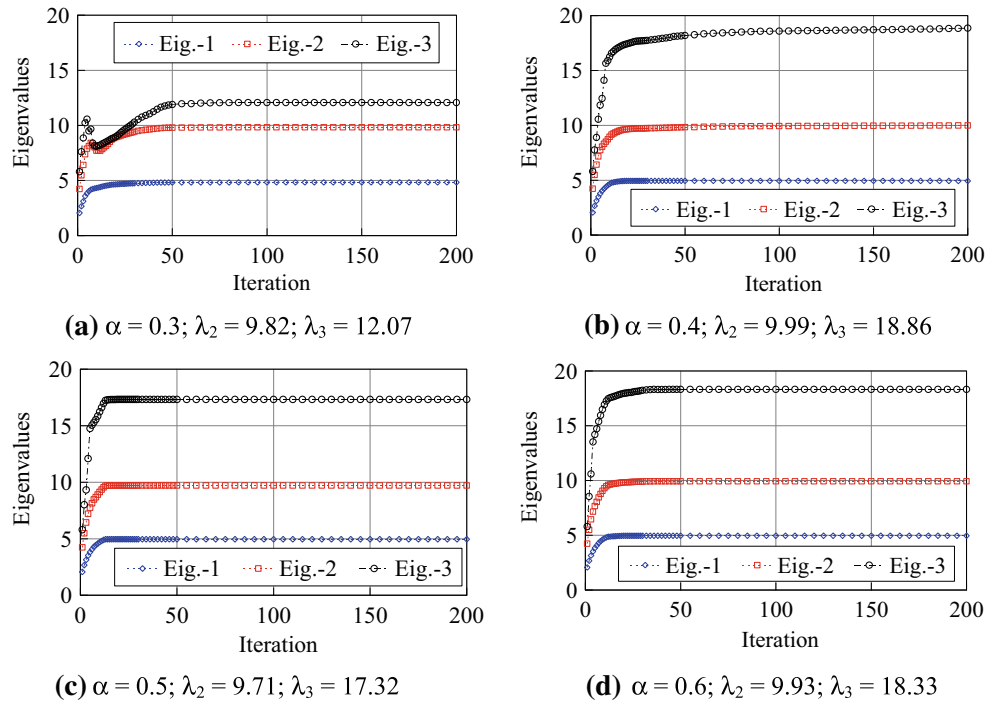 20
15
10
5
0
Eigenvalues
Eig.-1 Eig.-2 Eig.-3
0 50 100 150 200
Iteration
(a) α = 0.3; λ2 = 9.82; λ3 = 12.07
20
15
10
5
0
Eigenvalues
Eig.-1 Eig.-2 Eig.-3
0 50 100 150 200
Iteration
(b) α = 0.4; λ2 = 9.99; λ3 = 18.86
20
15
10
5
0
Eigenvalues
Eig.-1 Eig.-2 Eig.-3
0 50 100 150 200
Iteration
(c) α = 0.5; λ2 = 9.71; λ3 = 17.32
20
15
10
5
0
Eigenvalues
Eig.-1 Eig.-2 Eig.-3
0 50 100 150 200
Iteration
(d) α = 0.6; λ2 = 9.93; λ3 = 18.33